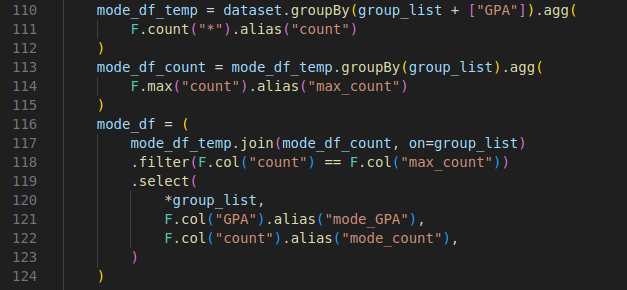 110 mode_df_temp = dataset.groupBy(group_list + ["GPA"]).agg(
111     F.count("*").alias("count")
112 )
113 mode_df_count = mode_df_temp.groupBy(group_list).agg(
114     F.max("count").alias("max_count")
115 )
116 mode_df = (
117     mode_df_temp.join(mode_df_count, on=group_list)
118     .filter(F.col("count") == F.col("max_count"))
119     .select(
120         *group_list,
121         F.col("GPA").alias("mode_GPA"),
122         F.col("count").alias("mode_count"),
123     )
124 )